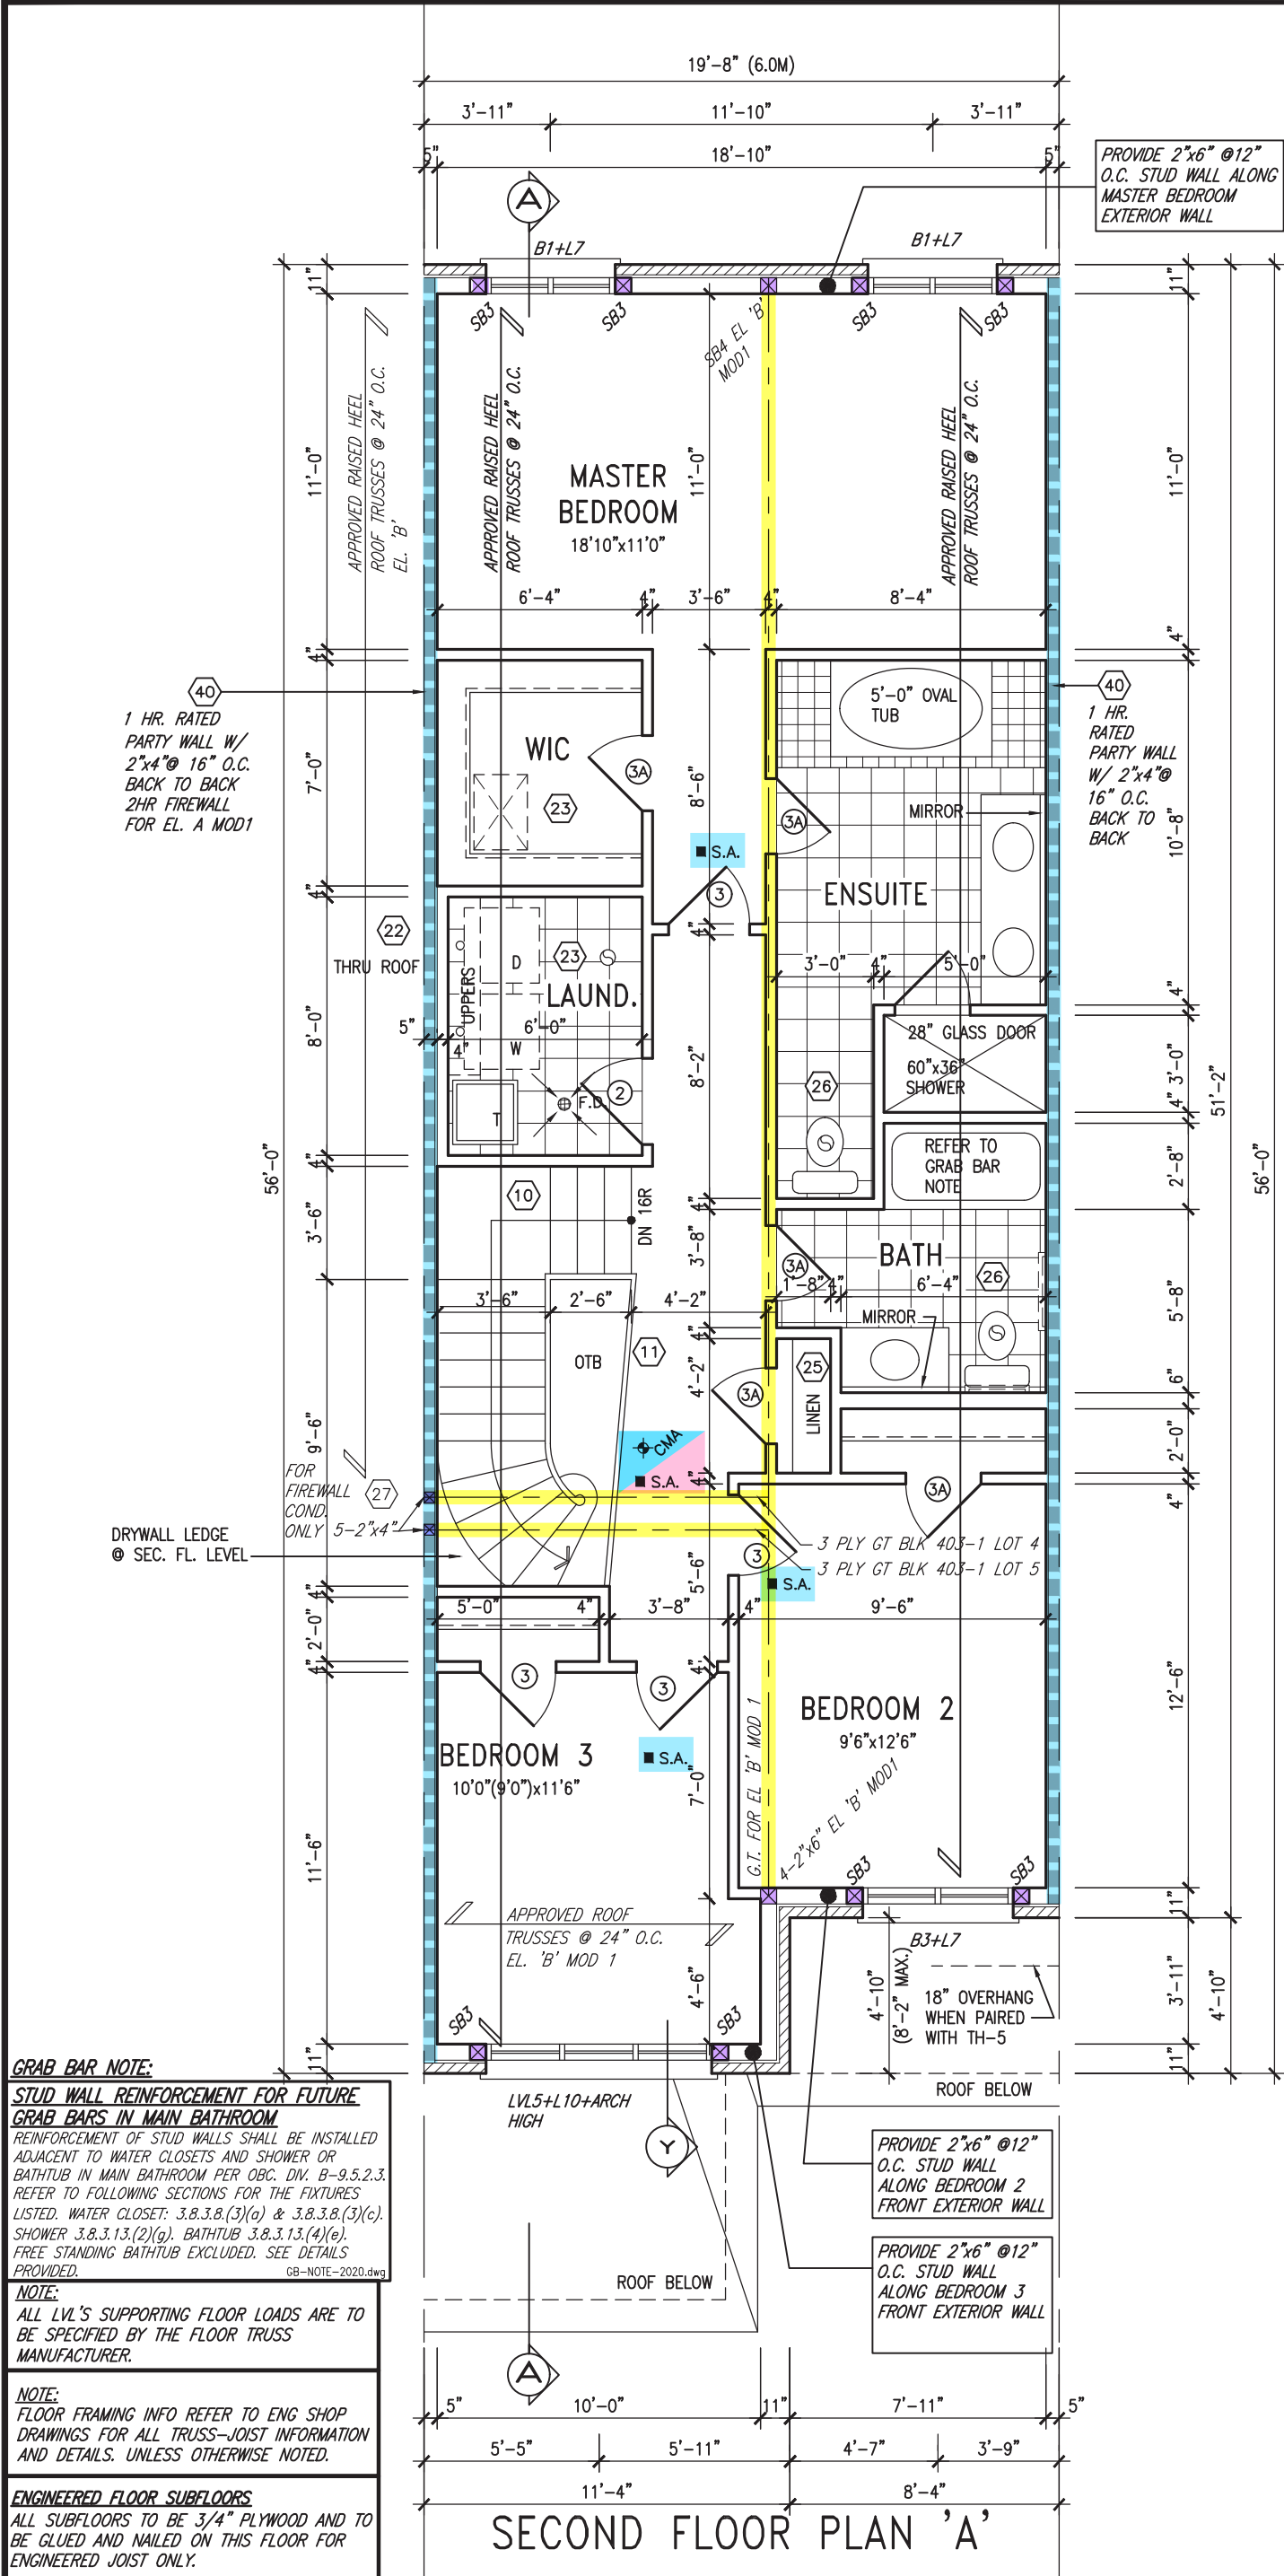 19'-8" (6.0M)
3'-11" 11'-10" 3'-11"
5" 18'-10" 5"
PROVIDE 2"x6" @12"
O.C. STUD WALL ALONG
MASTER BEDROOM
EXTERIOR WALL
A
B1+L7
B1+L7
11"
11"
SB3
SB3
SB4 EL 'B'
MOD1
SB3
SB3
APPROVED RAISED HEEL
ROOF TRUSSES @ 24" O.C.
EL. 'B'
APPROVED RAISED HEEL
ROOF TRUSSES @ 24" O.C.
APPROVED RAISED HEEL
ROOF TRUSSES @ 24" O.C.
11'-0"
11'-0"
11'-0"
MASTER
BEDROOM
18'10"x11'0"
6'-4" 4" 3'-6" 4" 8'-4"
4"
4"
40
1 HR. RATED
PARTY WALL W/
2"x4"@ 16" O.C.
BACK TO BACK
2HR FIREWALL
FOR EL. A MOD1
40
1 HR.
RATED
PARTY WALL
W/ 2"x4"@
16" O.C.
BACK TO
BACK
7'-0"
WIC
23
3A
8'-6"
5'-0" OVAL
TUB
MIRROR
3A
10'-8"
S.A.
3
ENSUITE
4"
4"
22
THRU ROOF
UPPERS
D
23
LAUND.
5" 4" 6'-0"
W
8'-0"
T
F.D.
2
8'-2"
3'-0" 4" 5'-0"
4"
28" GLASS DOOR
60"x36"
SHOWER
3'-0"
4"
26
REFER TO
GRAB BAR
NOTE
2'-8"
51'-2"
56'-0"
56'-0"
4"
3'-6"
10
DN 16R
4"
3'-8"
BATH
3A
26
1'-8" 4" 6'-4"
5'-8"
3'-6" 2'-6" 4'-2"
MIRROR
OTB
11
4"
4'-2"
25
LINEN
3A
6"
2'-0"
4"
9'-6"
CMA
S.A.
4"
3A
FOR
FIREWALL
COND.
ONLY 5-2"x4"
27
DRYWALL LEDGE
@ SEC. FL. LEVEL
3 PLY GT BLK 403-1 LOT 4
3 PLY GT BLK 403-1 LOT 5
3
S.A.
5'-6"
4"
2'-0"
4"
5'-0" 4" 3'-8" 4" 9'-6"
4"
3
3
S.A.
BEDROOM 3
10'0"(9'0")x11'6"
7'-0"
BEDROOM 2
9'6"x12'6"
12'-6"
G.T. FOR EL 'B' MOD 1
4-2"x6" EL 'B' MOD1
11'-6"
SB3
SB3
11"
APPROVED ROOF
TRUSSES @ 24" O.C.
EL. 'B' MOD 1
B3+L7
4'-6"
4'-10"
(8'-2" MAX.)
18" OVERHANG
WHEN PAIRED
WITH TH-5
3'-11"
4'-10"
SB3
SB3
11"
11"
ROOF BELOW
LVL5+L10+ARCH
HIGH
Y
GRAB BAR NOTE:
STUD WALL REINFORCEMENT FOR FUTURE
GRAB BARS IN MAIN BATHROOM
REINFORCEMENT OF STUD WALLS SHALL BE INSTALLED
ADJACENT TO WATER CLOSETS AND SHOWER OR
BATHTUB IN MAIN BATHROOM PER OBC. DIV. B-9.5.2.3.
REFER TO FOLLOWING SECTIONS FOR THE FIXTURES
LISTED. WATER CLOSET: 3.8.3.8.(3)(a) & 3.8.3.8.(3)(c).
SHOWER 3.8.3.13.(2)(g). BATHTUB 3.8.3.13.(4)(e).
FREE STANDING BATHTUB EXCLUDED. SEE DETAILS
PROVIDED.
GB-NOTE-2020.dwg
PROVIDE 2"x6" @12"
O.C. STUD WALL
ALONG BEDROOM 2
FRONT EXTERIOR WALL
PROVIDE 2"x6" @12"
O.C. STUD WALL
ALONG BEDROOM 3
FRONT EXTERIOR WALL
ROOF BELOW
NOTE:
ALL LVL'S SUPPORTING FLOOR LOADS ARE TO
BE SPECIFIED BY THE FLOOR TRUSS
MANUFACTURER.
NOTE:
FLOOR FRAMING INFO REFER TO ENG SHOP
DRAWINGS FOR ALL TRUSS-JOIST INFORMATION
AND DETAILS. UNLESS OTHERWISE NOTED.
ENGINEERED FLOOR SUBFLOORS
ALL SUBFLOORS TO BE 3/4" PLYWOOD AND TO
BE GLUED AND NAILED ON THIS FLOOR FOR
ENGINEERED JOIST ONLY.
A
5" 10'-0" 11" 7'-11" 5"
5'-5" 5'-11" 4'-7" 3'-9"
11'-4" 8'-4"
SECOND FLOOR PLAN 'A'